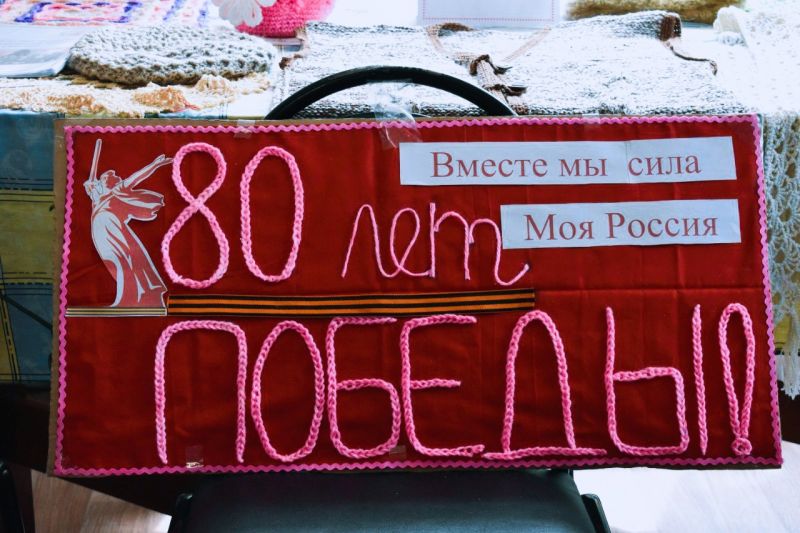 80 лет
Вместе мы сила
Моя Россия
ПОБЕДЫ!